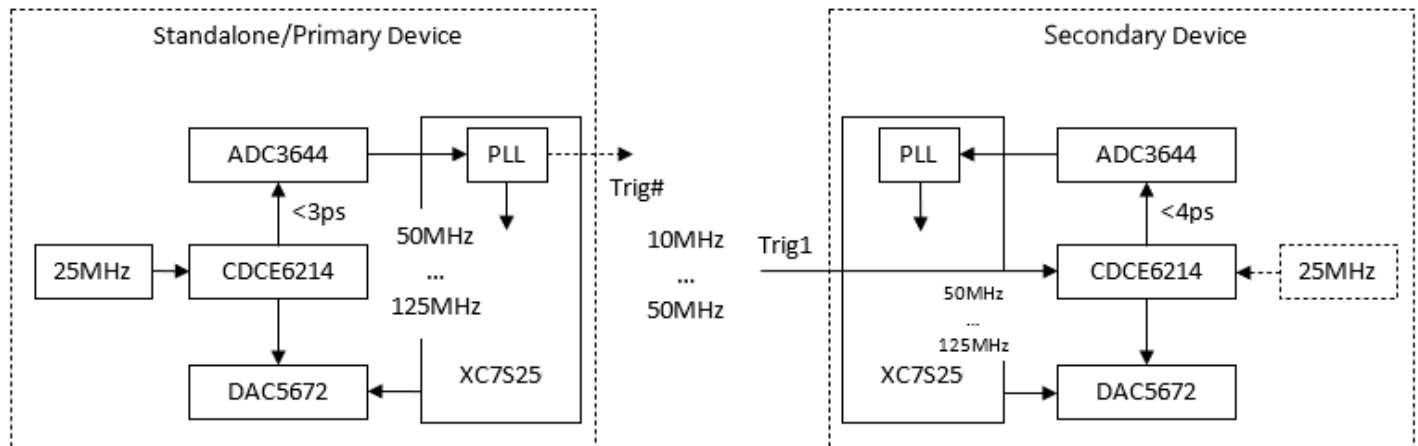 Standalone/Primary Device
ADC3644
PLL
<3ps
Trig#
50MHz
...
125MHz
25MHz
CDCE6214
DAC5672
XC7S25
10MHz
...
50MHz
Secondary Device
PLL
ADC3644
<4ps
Trig1
CDCE6214
25MHz
50MHz
...
125MHz
XC7S25
DAC5672